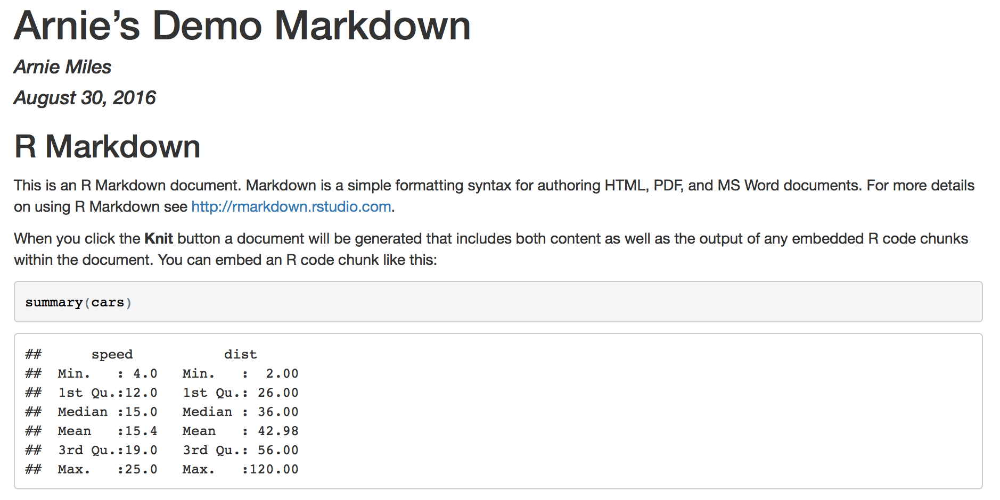 Arnie’s Demo Markdown
Arnie Miles
August 30, 2016
R Markdown
This is an R Markdown document. Markdown is a simple formatting syntax for authoring HTML, PDF, and MS Word documents. For more details
on using R Markdown see http://rmarkdown.rstudio.com.
When you click the Knit button a document will be generated that includes both content as well as the output of any embedded R code chunks
within the document. You can embed an R code chunk like this:
summary(cars)
##      speed           dist
##  Min.   : 4.0   Min.   :  2.00
##  1st Qu.:12.0   1st Qu.: 26.00
##  Median :15.0   Median : 36.00
##  Mean   :15.4   Mean   : 42.98
##  3rd Qu.:19.0   3rd Qu.: 56.00
##  Max.   :25.0   Max.   :120.00